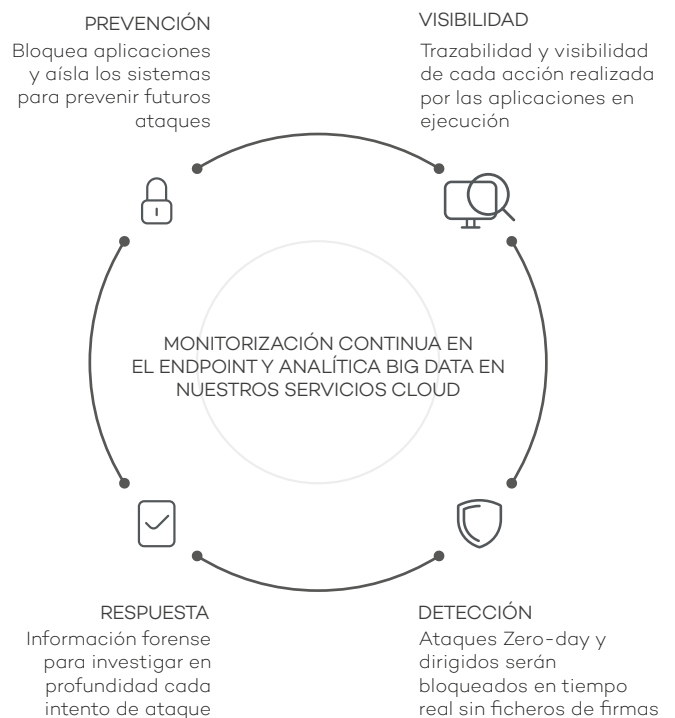 PREVENCIÓN
Bloquea aplicaciones
y aísla los sistemas
para prevenir futuros
ataques
VISIBILIDAD
Trazabilidad y visibilidad
de cada acción realizada
por las aplicaciones en
ejecución
MONITORIZACIÓN CONTINUA EN
EL ENDPOINT Y ANALÍTICA BIG DATA EN
NUESTROS SERVICIOS CLOUD
RESPUESTA
Información forense
para investigar en
profundidad cada
intento de ataque
DETECCIÓN
Ataques Zero-day y
dirigidos serán
bloqueados en tiempo
real sin ficheros de firmas